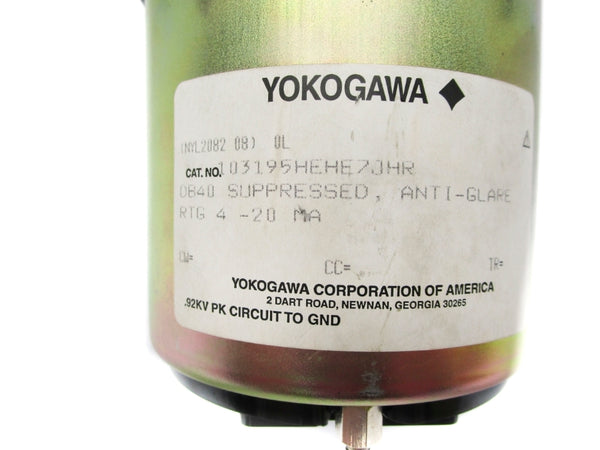 YOKOGAWA
(NYL2082 08) 0L
CAT. NO. 103195HEHE7JHR
DB40 SUPPRESSED, ANTI-GLARE
RTG 4 -20 MA
CW= CC= TR=
YOKOGAWA CORPORATION OF AMERICA
2 DART ROAD, NEWNAN, GEORGIA 30265
.92KV PK CIRCUIT TO GND